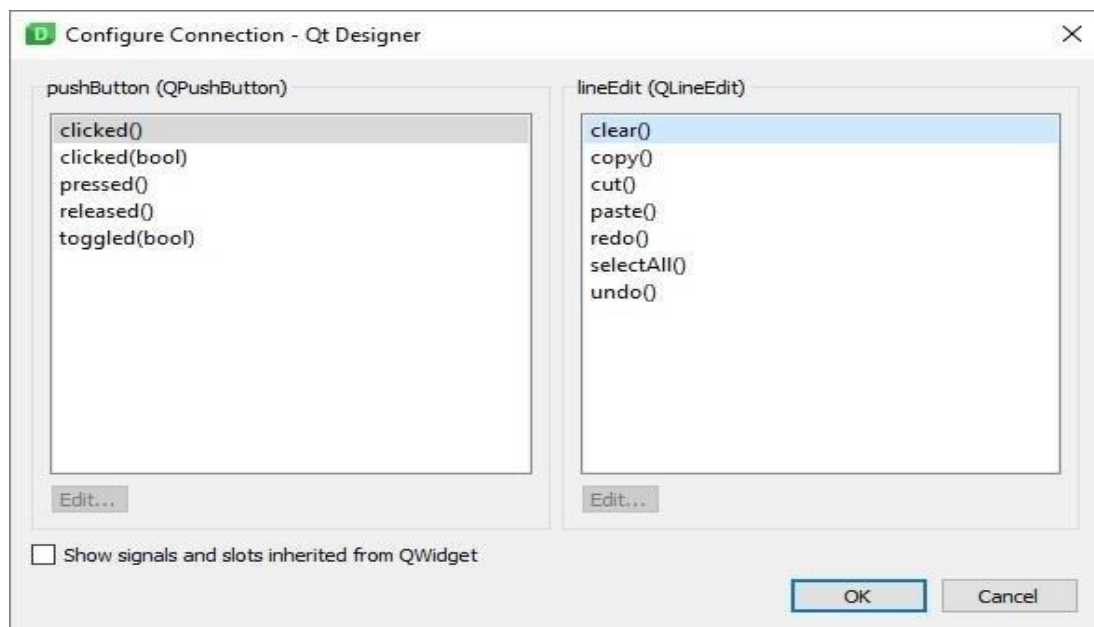 Configure Connection - Qt Designer
pushButton (QPushButton)
clicked()
clicked(bool)
pressed()
released()
toggled(bool)
Edit...
lineEdit (QLineEdit)
clear()
copy()
cut()
paste()
redo()
selectAll()
undo()
Edit...
Show signals and slots inherited from QWidget
OK
Cancel